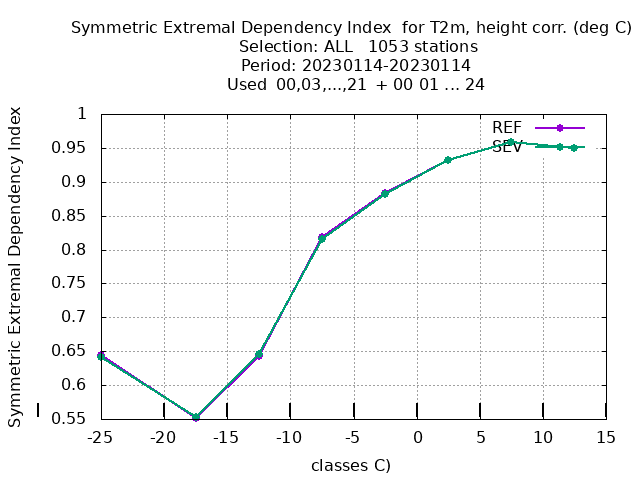 Symmetric Extremal Dependency Index for T2m, height corr. (deg C)
Selection: ALL 1053 stations
Period: 20230114-20230114
Used 00,03,...,21 + 00 01 ... 24
Symmetric Extremal Dependency Index
1
0.95
0.9
0.85
0.8
0.75
0.7
0.65
0.6
0.55
REF
SEV
-25 -20 -15 -10 -5 0 5 10 15
classes C)